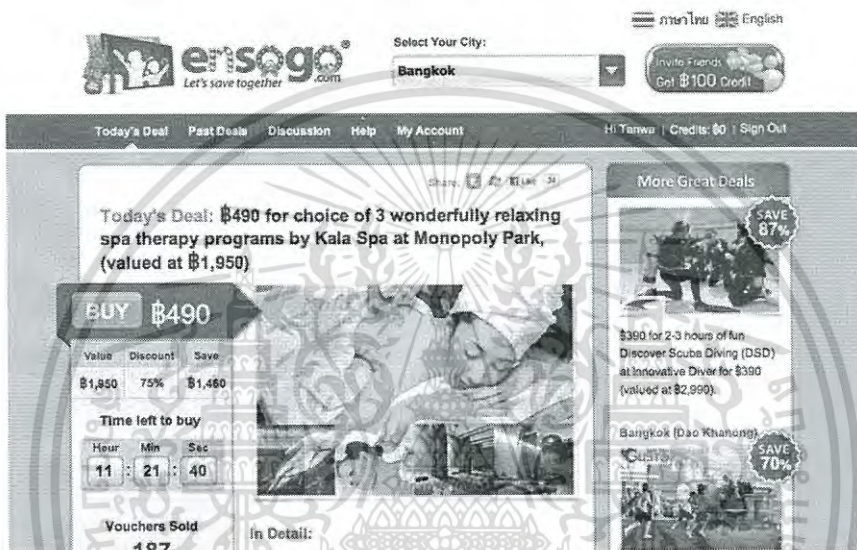 ภาษาไทย English
ensogo.com
Let's save together
Select Your City:
Bangkok
Invite Friends
Get ฿100 Credit
Today's Deal Past Deals Discussion Help My Account
Hi Tanwa | Credits: ฿0 | Sign Out
Share:
Like
Today's Deal: ฿490 for choice of 3 wonderfully relaxing
spa therapy programs by Kala Spa at Monopoly Park,
(valued at ฿1,950)
BUY ฿490
Value Discount Save
฿1,950 75% ฿1,460
Time left to buy
Hour Min Sec
11 : 21 : 40
Vouchers Sold
187
In Detail:
More Great Deals
SAVE
87%
฿390 for 2-3 hours of fun
Discover Scuba Diving (DSD)
at Innovative Diver for ฿390
(valued at ฿2,990).
Bangkok (Dao Khanong)
SAVE
70%